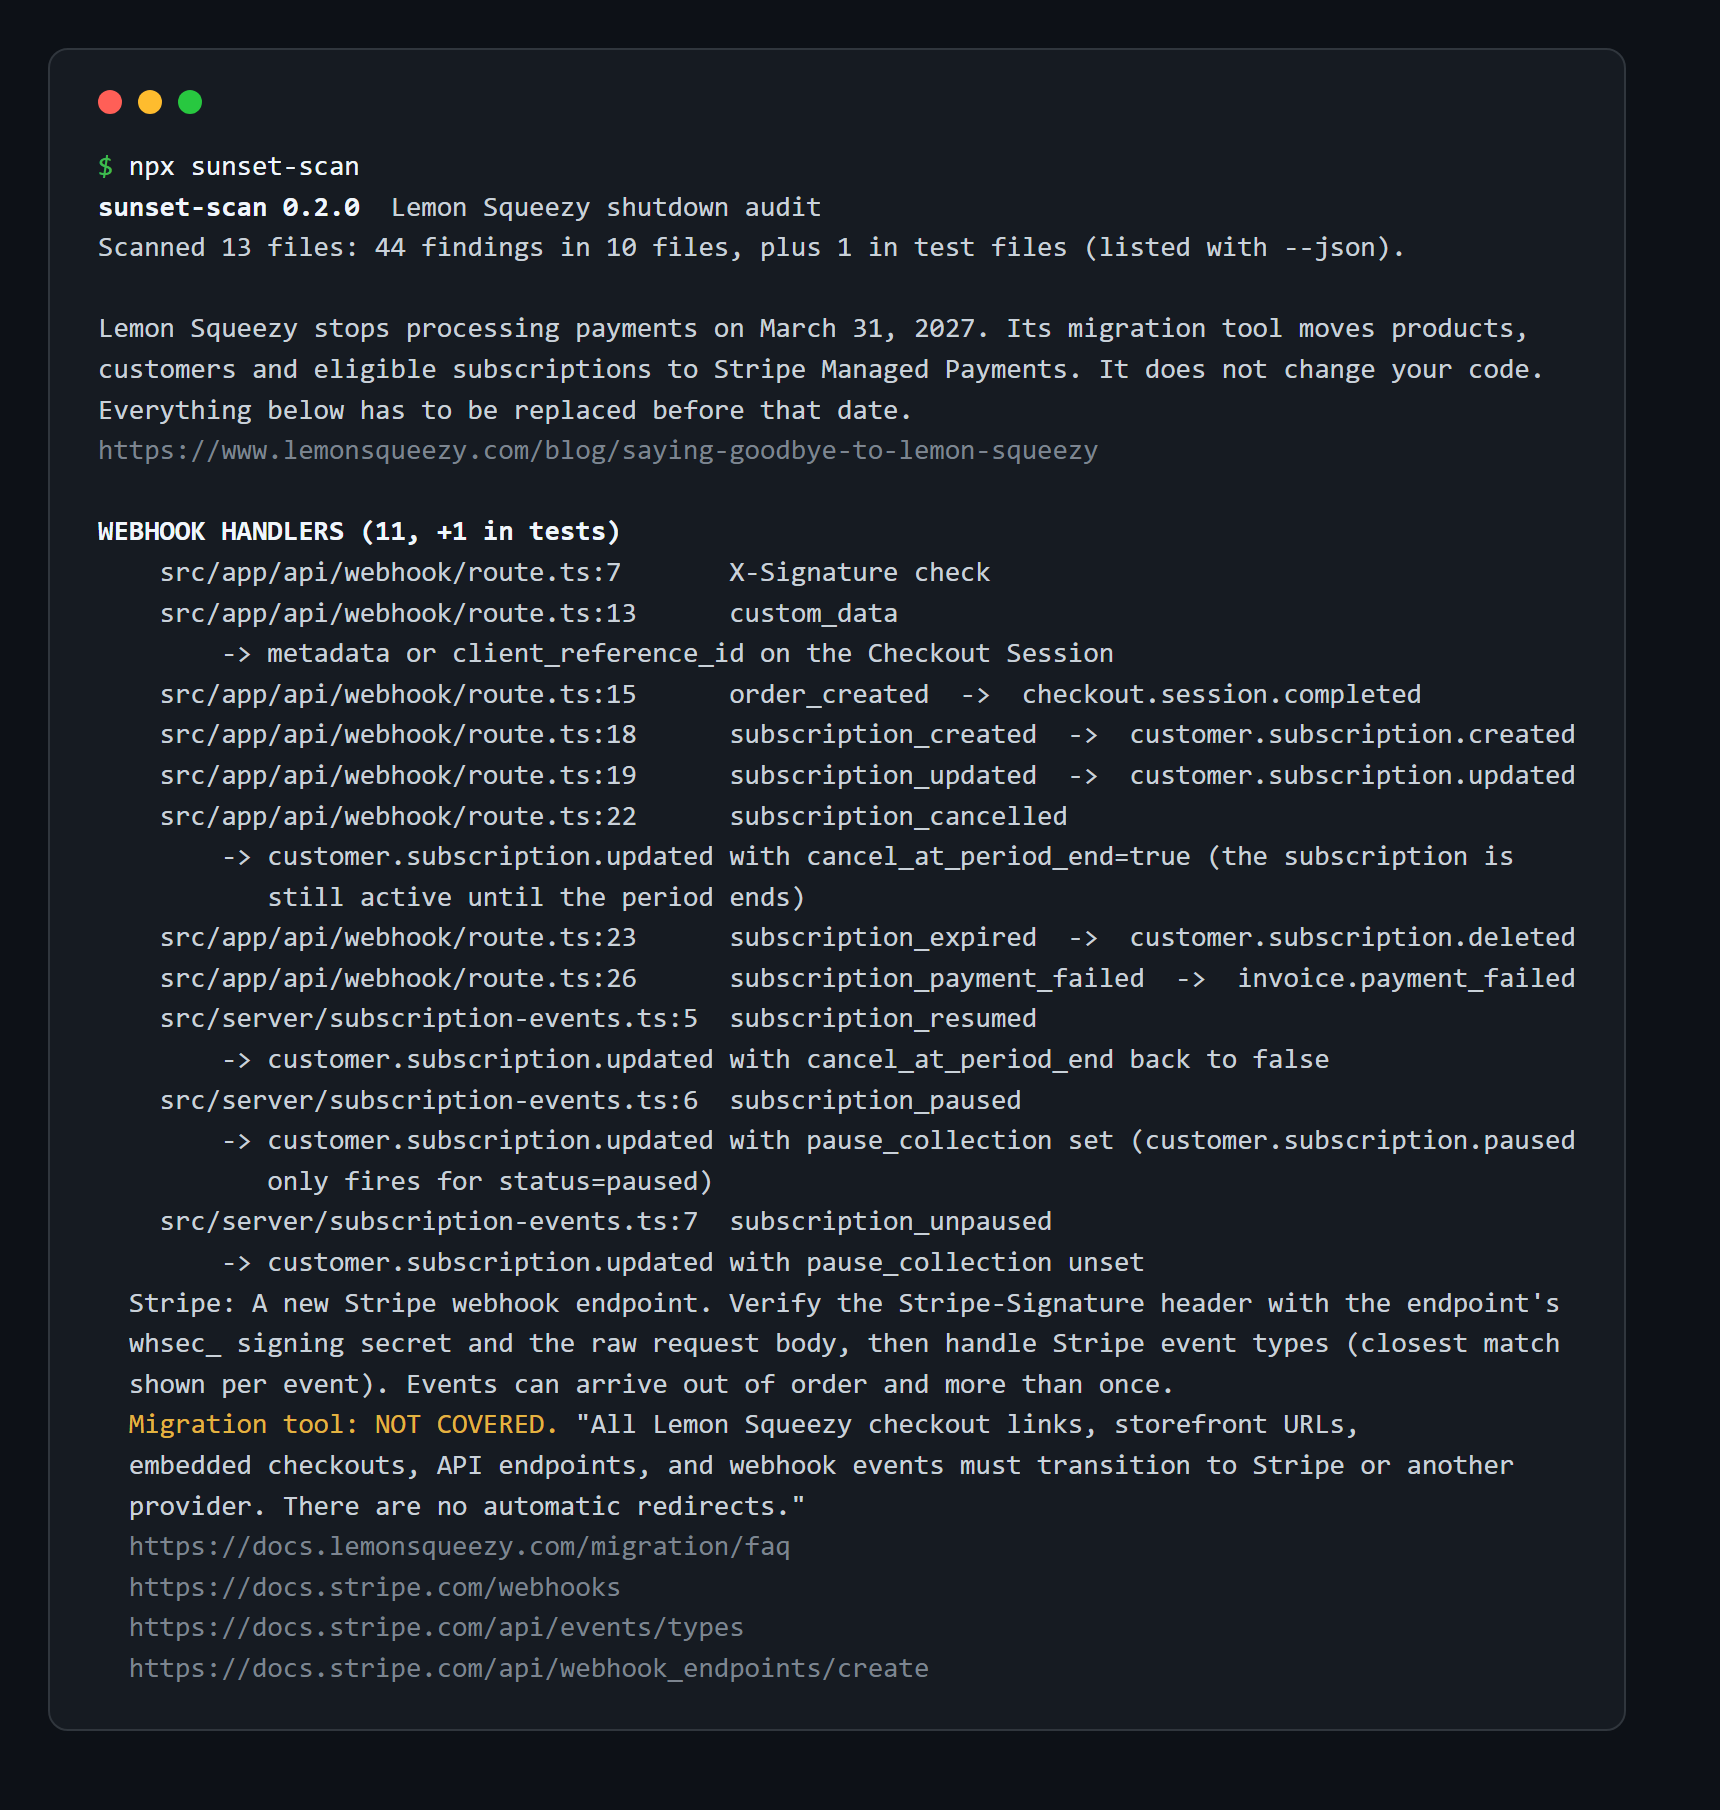 $ npx sunset-scan
sunset-scan 0.2.0  Lemon Squeezy shutdown audit
Scanned 13 files: 44 findings in 10 files, plus 1 in test files (listed with --json).
Lemon Squeezy stops processing payments on March 31, 2027. Its migration tool moves products,
customers and eligible subscriptions to Stripe Managed Payments. It does not change your code.
Everything below has to be replaced before that date.
https://www.lemonsqueezy.com/blog/saying-goodbye-to-lemon-squeezy
WEBHOOK HANDLERS (11, +1 in tests)
src/app/api/webhook/route.ts:7       X-Signature check
src/app/api/webhook/route.ts:13      custom_data
-> metadata or client_reference_id on the Checkout Session
src/app/api/webhook/route.ts:15      order_created  ->  checkout.session.completed
src/app/api/webhook/route.ts:18      subscription_created  ->  customer.subscription.created
src/app/api/webhook/route.ts:19      subscription_updated  ->  customer.subscription.updated
src/app/api/webhook/route.ts:22      subscription_cancelled
-> customer.subscription.updated with cancel_at_period_end=true (the subscription is
still active until the period ends)
src/app/api/webhook/route.ts:23      subscription_expired  ->  customer.subscription.deleted
src/app/api/webhook/route.ts:26      subscription_payment_failed  ->  invoice.payment_failed
src/server/subscription-events.ts:5  subscription_resumed
-> customer.subscription.updated with cancel_at_period_end back to false
src/server/subscription-events.ts:6  subscription_paused
-> customer.subscription.updated with pause_collection set (customer.subscription.paused
only fires for status=paused)
src/server/subscription-events.ts:7  subscription_unpaused
-> customer.subscription.updated with pause_collection unset
Stripe: A new Stripe webhook endpoint. Verify the Stripe-Signature header with the endpoint's
whsec_ signing secret and the raw request body, then handle Stripe event types (closest match
shown per event). Events can arrive out of order and more than once.
Migration tool: NOT COVERED. "All Lemon Squeezy checkout links, storefront URLs,
embedded checkouts, API endpoints, and webhook events must transition to Stripe or another
provider. There are no automatic redirects."
https://docs.lemonsqueezy.com/migration/faq
https://docs.stripe.com/webhooks
https://docs.stripe.com/api/events/types
https://docs.stripe.com/api/webhook_endpoints/create